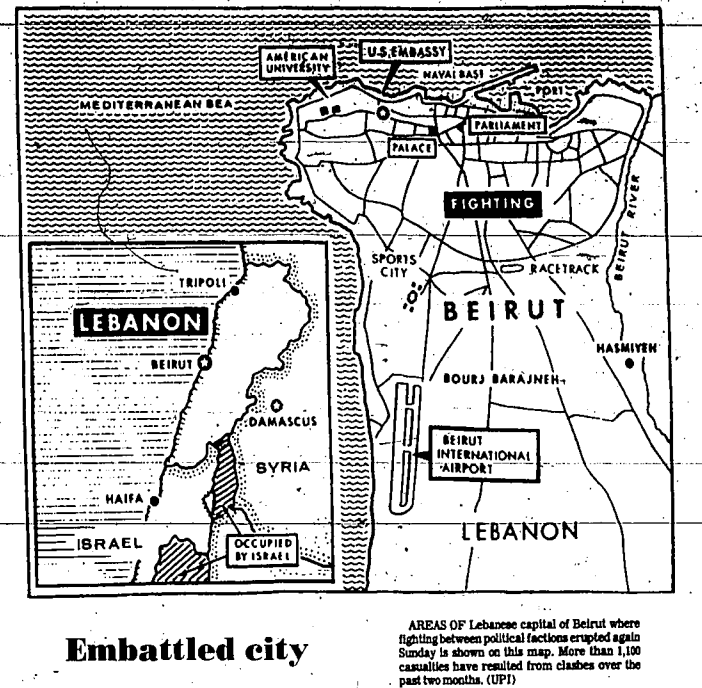 AMERICAN
UNIVERSITY
U.S. EMBASSY
NAVAL BASE
PORT
MEDITERRANEAN SEA
PARLIAMENT
PALACE
FIGHTING
BEIRUT RIVER
SPORTS
CITY
RACETRACK
BEIRUT
HASMIYEH
BOURJ BARAJNEH
BEIRUT
INTERNATIONAL
AIRPORT
LEBANON
TRIPOLI
LEBANON
BEIRUT
DAMASCUS
SYRIA
HAIFA
ISRAEL
OCCUPIED
BY ISRAEL
Embattled city
AREAS OF Lebanese capital of Beirut where
fighting between political factions erupted again
Sunday is shown on this map. More than 1,100
casualties have resulted from clashes over the
past two months. (UPI)